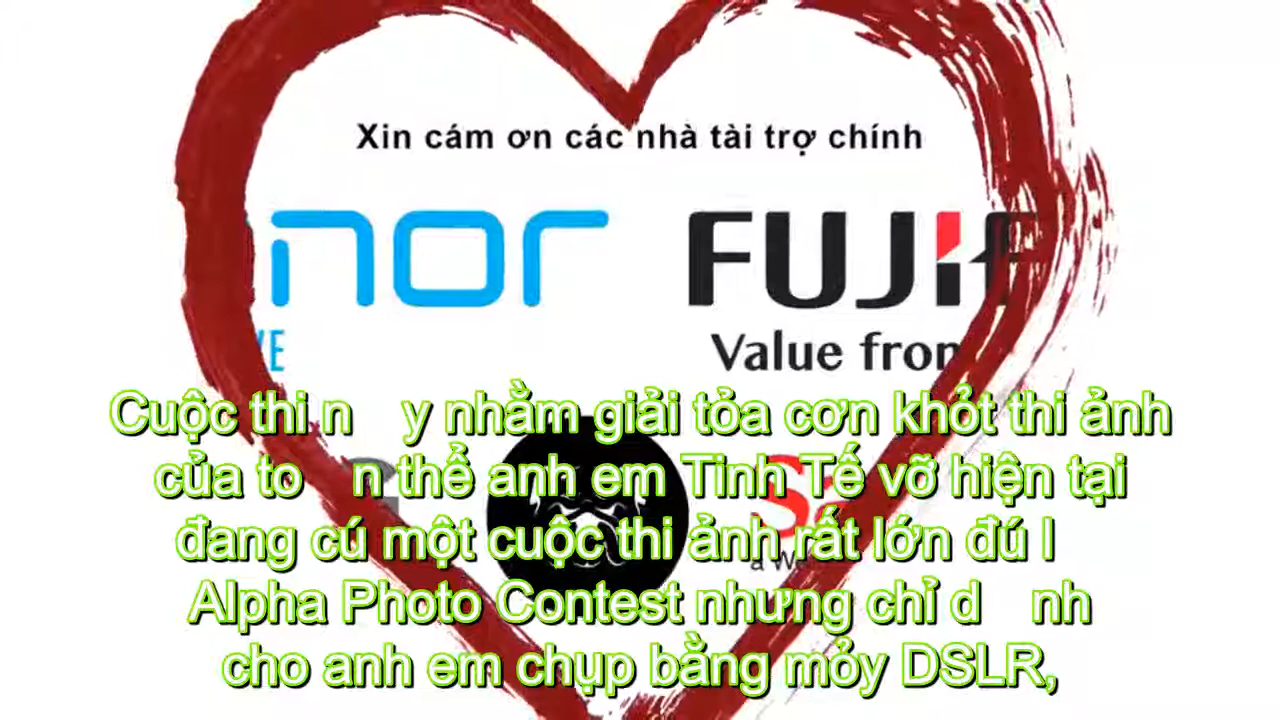 Xin cám ơn các nhà tài trợ chính
nor FUJIF
VE
Value from
Cuộc thi n y nhằm giải tỏa cơn khỏt thi ảnh
của to n thể anh em Tinh Tế vỡ hiện tại
đang cú một cuộc thi ảnh rất lớn đú l
Alpha Photo Contest nhưng chỉ d nh
cho anh em chụp bằng mỏy DSLR,